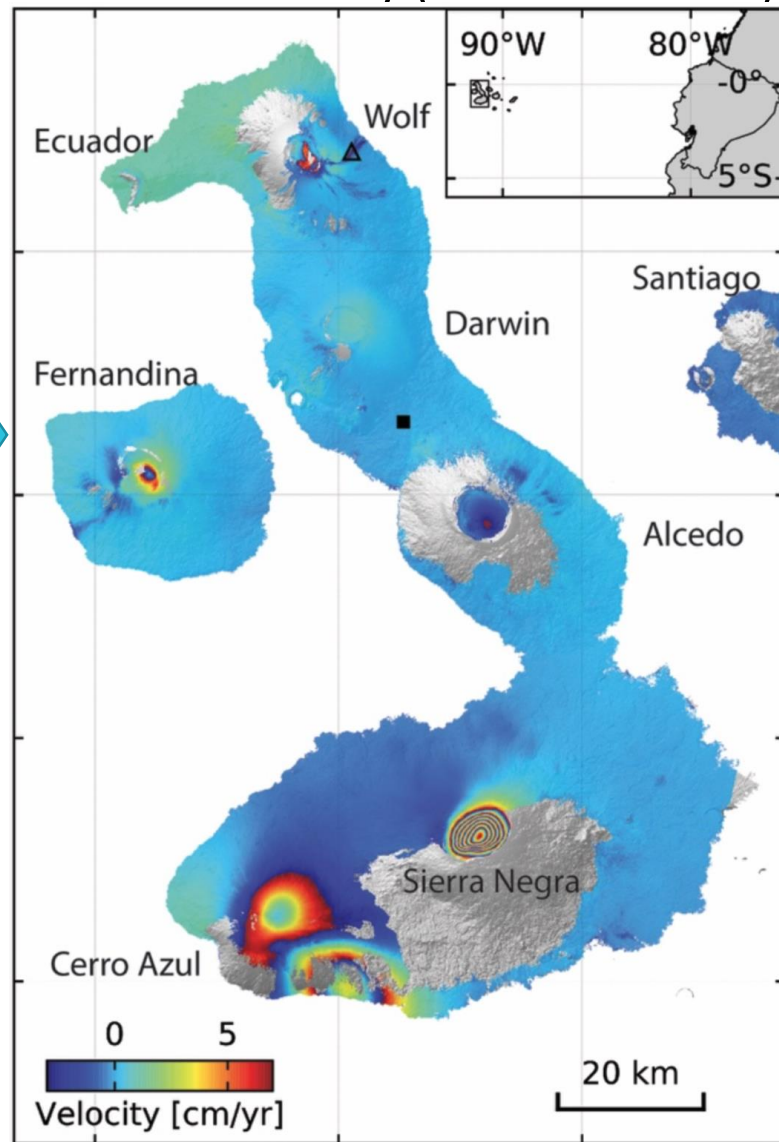 90°W 80°W
-0°
5°S
Wolf
Ecuador
Santiago
Darwin
Fernandina
Alcedo
Sierra Negra
Cerro Azul
0 5
Velocity [cm/yr]
20 km